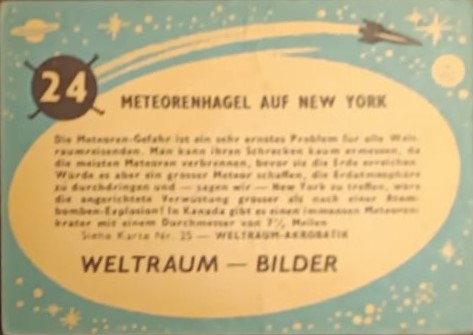 24
METEORENHAGEL AUF NEW YORK
Die Meteoren-Gefahr ist ein sehr ernstes Problem für alle Welt-
raumreisenden. Man kann ihren Schrecken kaum ermessen, da
die meisten Meteoren verbrennen, bevor sie die Erde erreichen.
Würde es aber ein grosser Meteor schaffen, die Erdatmosphäre
zu durchdringen und — sagen wir — New York zu treffen, wäre
die angerichtete Verwüstung grösser als nach einer Atom-
bomben-Explosion! In Kanada gibt es einen immensen Meteoren-
krater mit einem Durchmesser von Meilen.
Siehe Karte Nr. 25 — WELTRAUM-AKROBATIK
WELTRAUM — BILDER